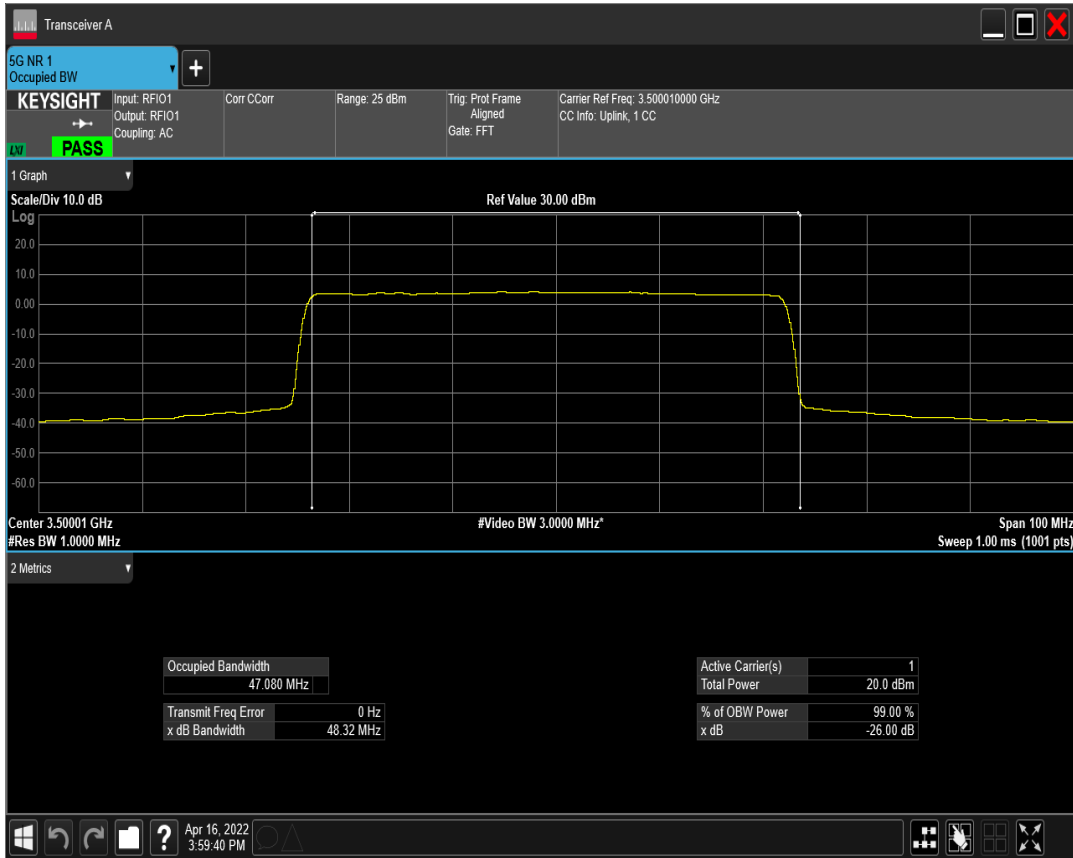 Transceiver A
5G NR 1
Occupied BW
KEYSIGHT
LXI
PASS
Input: RFIO1
Output: RFIO1
Coupling: AC
Corr CCorr
Range: 25 dBm
Trig: Prot Frame
Aligned
Gate: FFT
Carrier Ref Freq: 3.500010000 GHz
CC Info: Uplink, 1 CC
1 Graph
Scale/Div 10.0 dB
Ref Value 30.00 dBm
Log
20.0
10.0
0.00
-10.0
-20.0
-30.0
-40.0
-50.0
-60.0
Center 3.50001 GHz
#Video BW 3.0000 MHz*
Span 100 MHz
#Res BW 1.0000 MHz
Sweep 1.00 ms (1001 pts)
2 Metrics
Occupied Bandwidth
47.080 MHz
Transmit Freq Error 0 Hz
x dB Bandwidth 48.32 MHz
Active Carrier(s) 1
Total Power 20.0 dBm
% of OBW Power 99.00 %
x dB -26.00 dB
?
Apr 16, 2022
3:59:40 PM